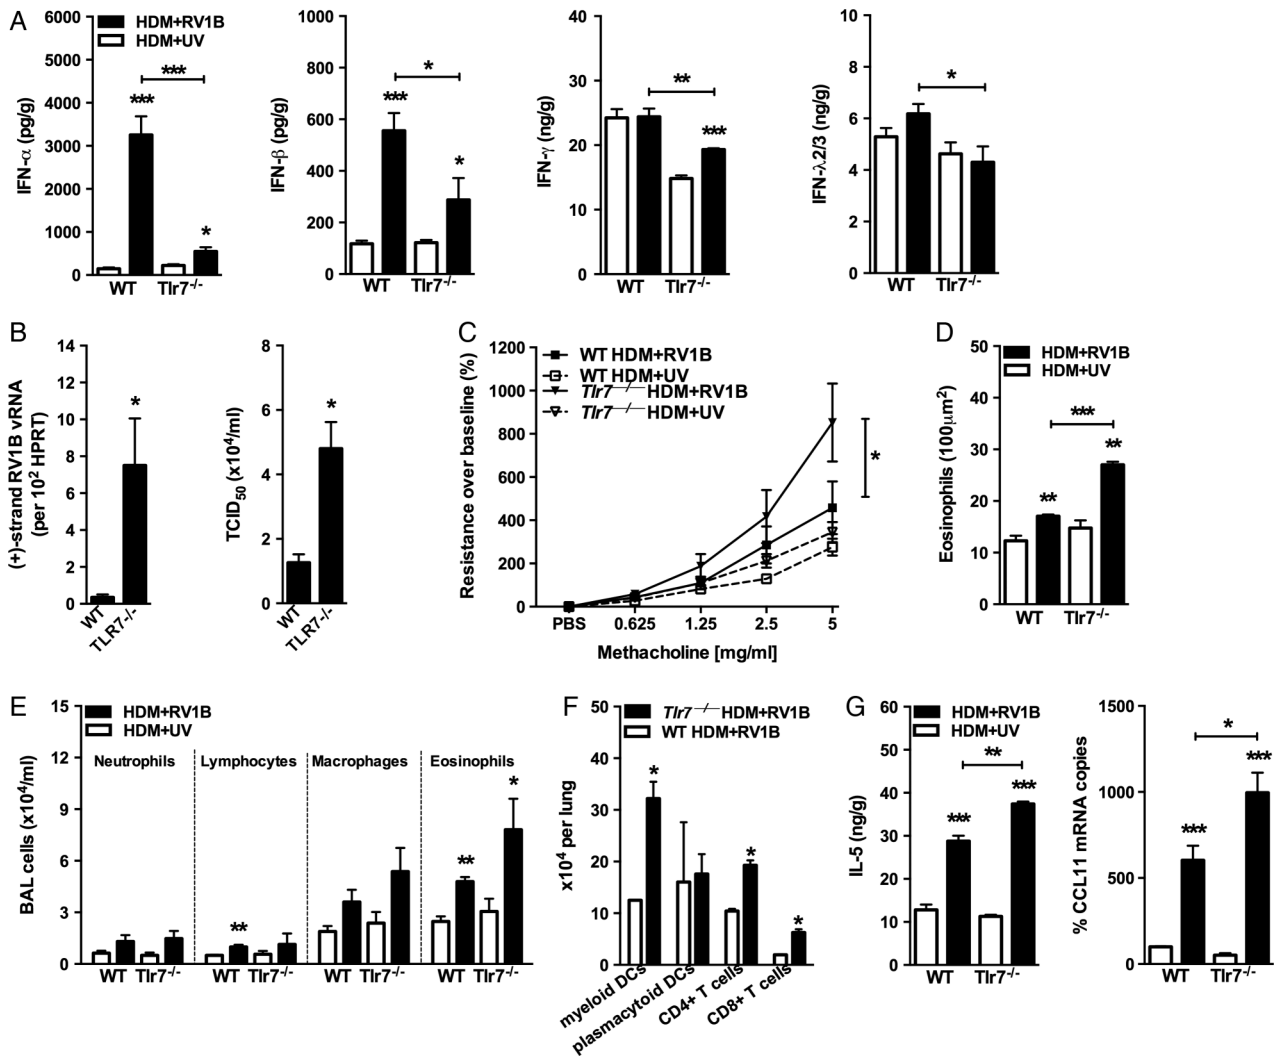 A
HDM+RV1B
HDM+UV
IFN-α (pg/g)
6000
5000
4000
3000
2000
1000
0
***
***
*
WT Tlr7-/-
IFN-β (pg/g)
1000
800
600
400
200
0
***
*
*
WT Tlr7-/-
IFN-γ (ng/g)
40
30
20
10
0
**
***
WT Tlr7-/-
IFN-λ2/3 (ng/g)
10
8
6
4
2
0
*
WT Tlr7-/-
B
(+)-strand RV1B vRNA
(per 10² HPRT)
14
12
10
8
6
4
2
0
*
WT
TLR7-/-
TCID50 (x10⁴/ml)
8
6
4
2
0
*
WT
TLR7-/-
C
Resistance over baseline (%)
1200
1000
800
600
400
200
0
WT HDM+RV1B
WT HDM+UV
Tlr7-/- HDM+RV1B
Tlr7-/- HDM+UV
*
PBS 0.625 1.25 2.5 5
Methacholine [mg/ml]
D
Eosinophils (100μm²)
50
40
30
20
10
0
HDM+RV1B
HDM+UV
***
**
**
WT Tlr7-/-
E
BAL cells (x10⁴/ml)
15
12
9
6
3
0
HDM+RV1B
HDM+UV
Neutrophils Lymphocytes Macrophages Eosinophils
**
**
*
WT Tlr7-/- WT Tlr7-/- WT Tlr7-/- WT Tlr7-/-
F
x10⁴ per lung
50
40
30
20
10
0
Tlr7-/- HDM+RV1B
WT HDM+RV1B
*
*
*
myeloid DCs
plasmacytoid DCs
CD4+ T cells
CD8+ T cells
G
IL-5 (ng/g)
60
50
40
30
20
10
0
HDM+RV1B
HDM+UV
**
***
***
WT Tlr7-/-
% CCL11 mRNA copies
1500
1000
500
0
*
***
***
WT Tlr7-/-